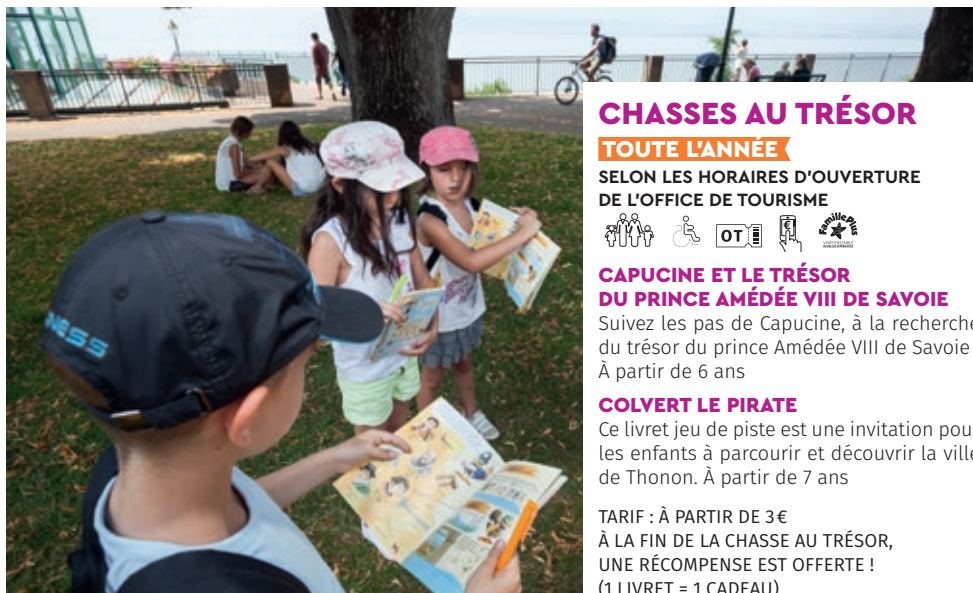 NESS
CHASSES AU TRÉSOR
TOUTE L'ANNÉE
SELON LES HORAIRES D'OUVERTURE
DE L'OFFICE DE TOURISME
OT
€
Famille Plus
CAPUCINE ET LE TRÉSOR
DU PRINCE AMÉDÉE VIII DE SAVOIE
Suivez les pas de Capucine, à la recherche
du trésor du prince Amédée VIII de Savoie
À partir de 6 ans
COLVERT LE PIRATE
Ce livret jeu de piste est une invitation pou
les enfants à parcourir et découvrir la ville
de Thonon. À partir de 7 ans
TARIF : À PARTIR DE 3€
À LA FIN DE LA CHASSE AU TRÉSOR,
UNE RÉCOMPENSE EST OFFERTE !
(1 LIVRET = 1 CADEAU)